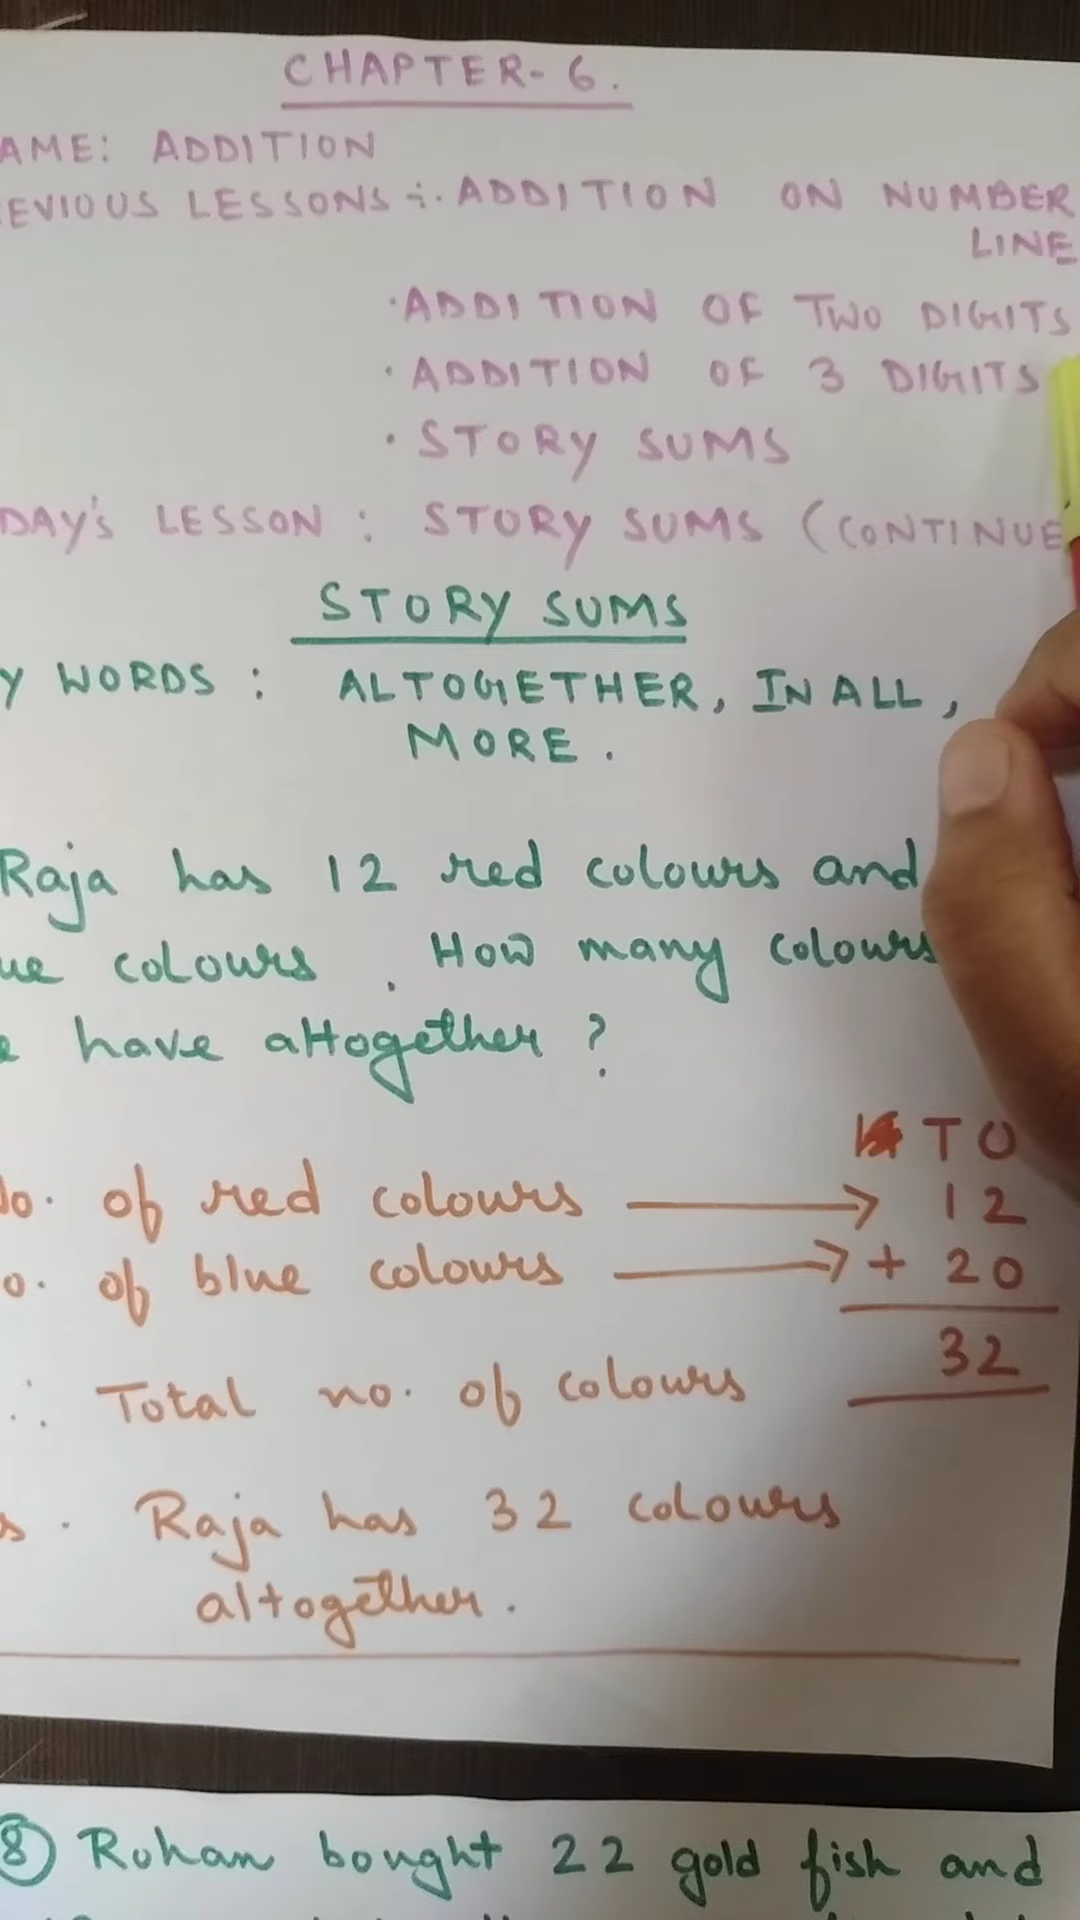 CHAPTER-6.
AME: ADDITION
EVIOUS LESSONS :· ADDITION ON NUMBER
LINE
· ADDITION OF TWO DIGITS
· ADDITION OF 3 DIGITS
· STORY SUMS
DAY'S LESSON : STORY SUMS (CONTINUE
STORY SUMS
Y WORDS : ALTOGETHER, IN ALL,
MORE.
Raja has 12 red colours and
ue colours. How many colours
e have altogether ?
T O
No. of red colours → 12
o. of blue colours → + 20
32
∴ Total no. of colours
s. Raja has 32 colours
altogether.
8 Rohan bought 22 gold fish and